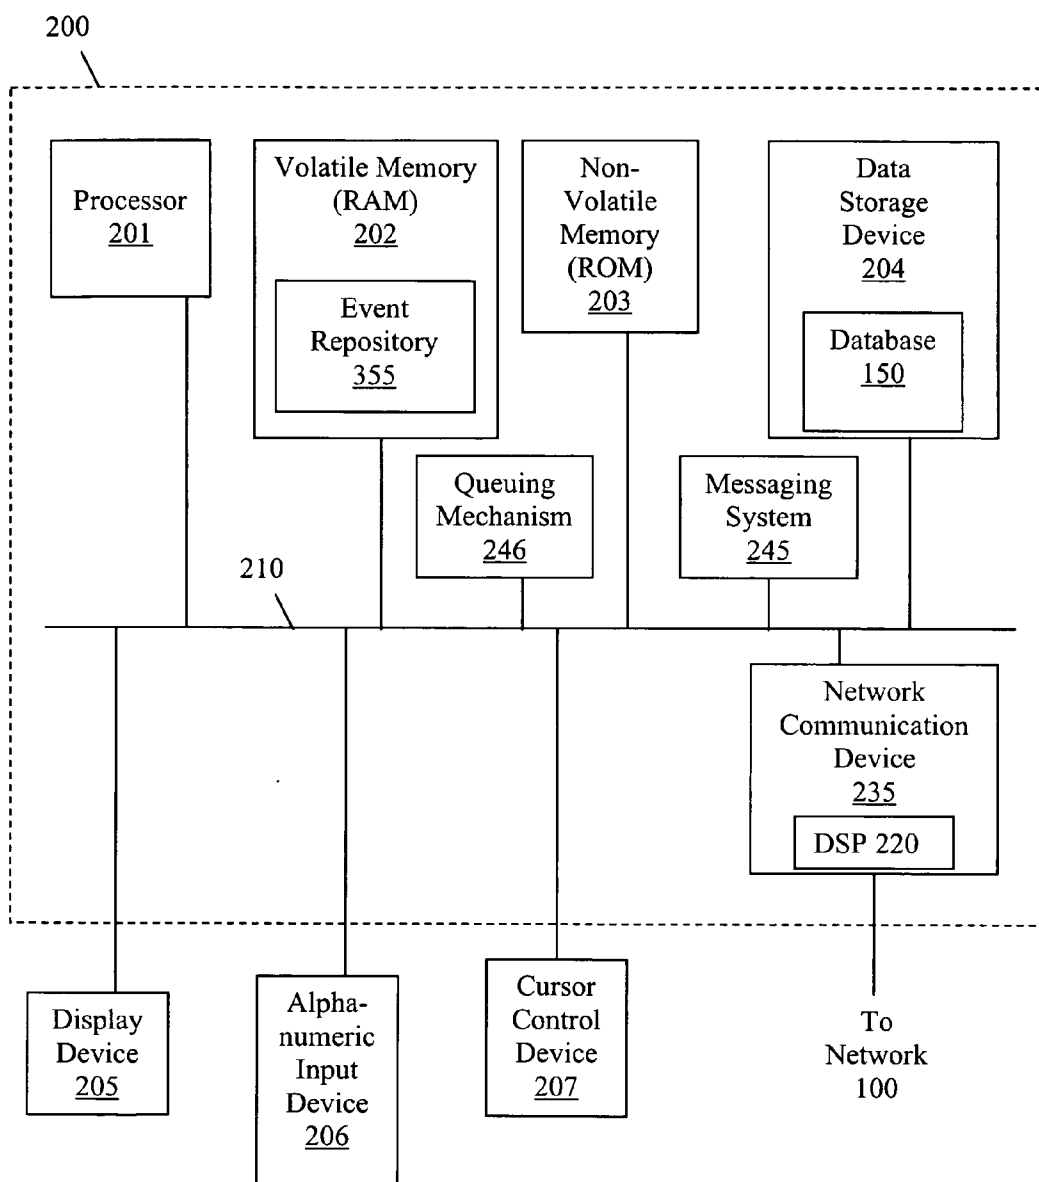 200
Processor
201
Volatile Memory
(RAM)
202
Event
Repository
355
Non-
Volatile
Memory
(ROM)
203
Data
Storage
Device
204
Database
150
Queuing
Mechanism
246
Messaging
System
245
210
Network
Communication
Device
235
DSP 220
Display
Device
205
Alpha-
numeric
Input
Device
206
Cursor
Control
Device
207
To
Network
100